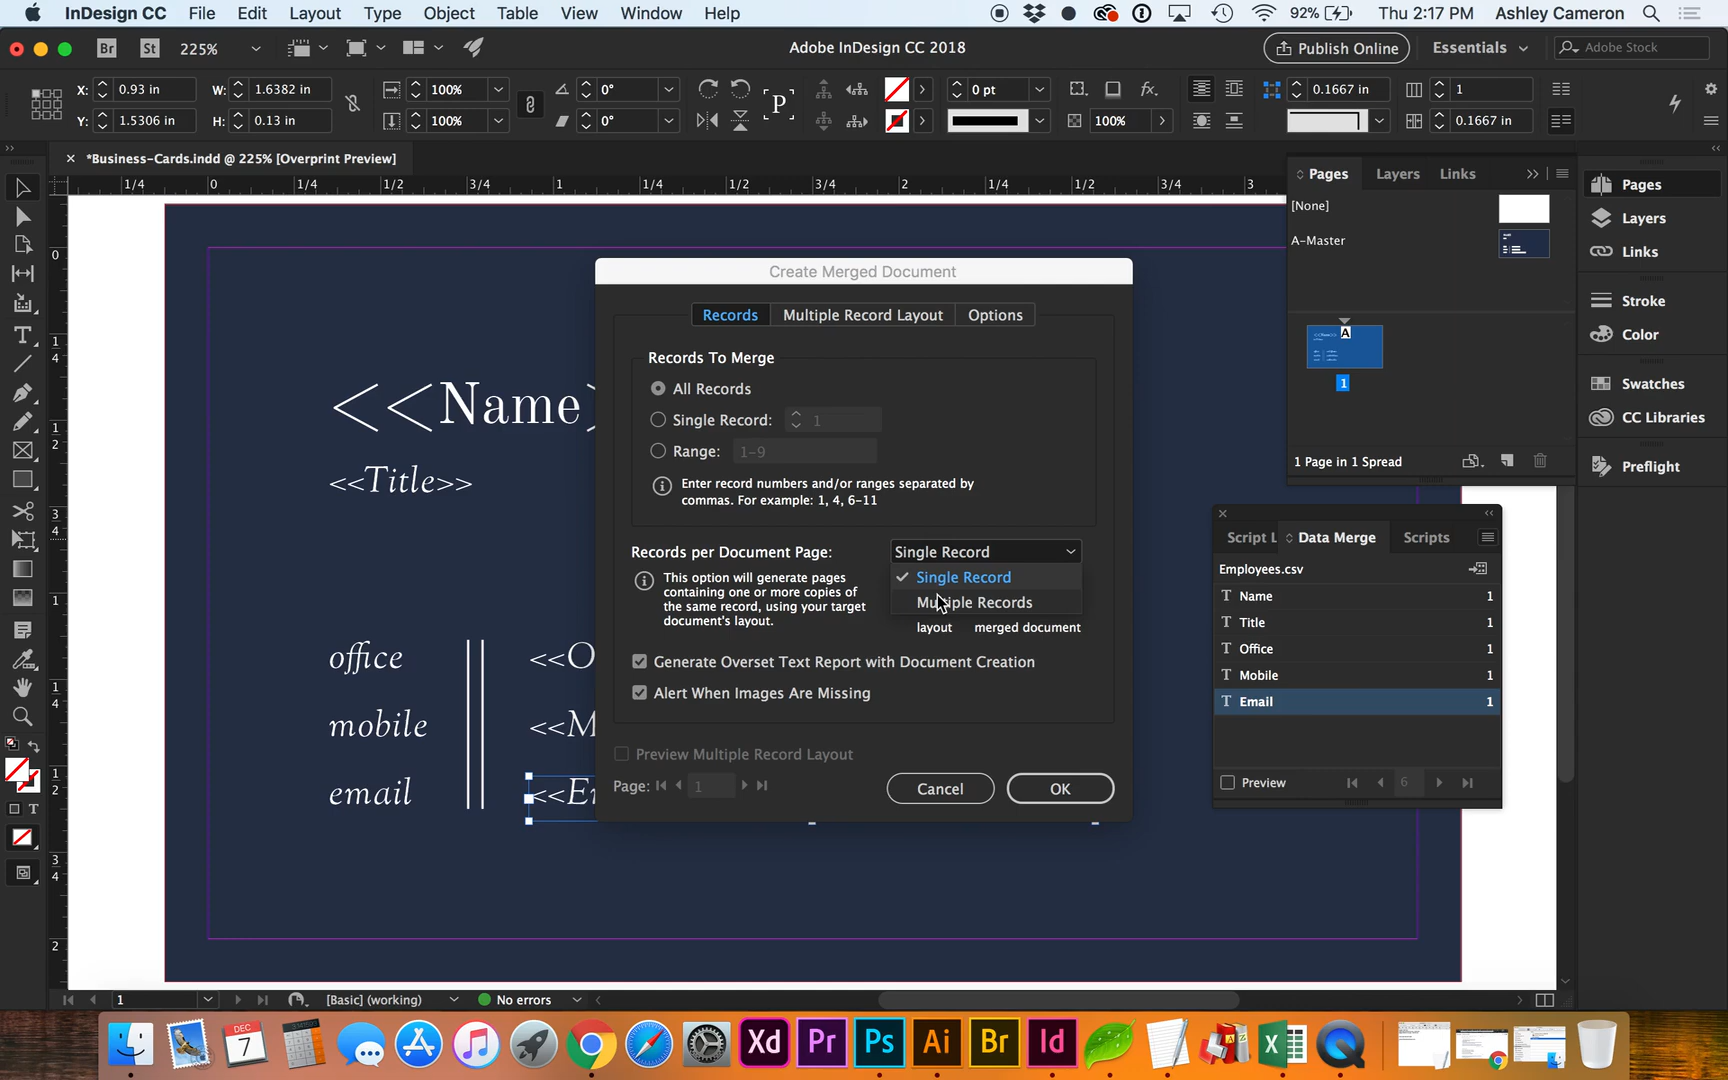 InDesign CC File Edit Layout Type Object Table View Window Help 92% Thu 2:17 PM Ashley Cameron
Br St 225% Adobe InDesign CC 2018 Publish Online Essentials Adobe Stock
X: 0.93 in W: 1.6382 in 100% 0° P 0 pt fx. 0.1667 in 1
Y: 1.5306 in H: 0.13 in 100% 0° 100% 0.1667 in
*Business-Cards.indd @ 225% [Overprint Preview]
1/4 0 1/4 1/2 3/4 1 1/4 1/2 3/4 2 1/4 1/2 3/4 3
Pages Layers Links
[None]
A-Master
A
1
1 Page in 1 Spread
Pages
Layers
Links
Stroke
Color
Swatches
CC Libraries
Preflight
<<Name>
<<Title>>
office <<O
mobile <<M
email <<Em
Create Merged Document
Records Multiple Record Layout Options
Records To Merge
All Records
Single Record: 1
Range: 1-9
Enter record numbers and/or ranges separated by
commas. For example: 1, 4, 6-11
Records per Document Page: Single Record
Single Record
Multiple Records
This option will generate pages
containing one or more copies of
the same record, using your target
document's layout.
layout merged document
Generate Overset Text Report with Document Creation
Alert When Images Are Missing
Preview Multiple Record Layout
Page: 1
Cancel OK
Script L Data Merge Scripts
Employees.csv
T Name 1
T Title 1
T Office 1
T Mobile 1
T Email 1
Preview 6
1 [Basic] (working) No errors
DEC
7
Xd Pr Ps Ai Br Id